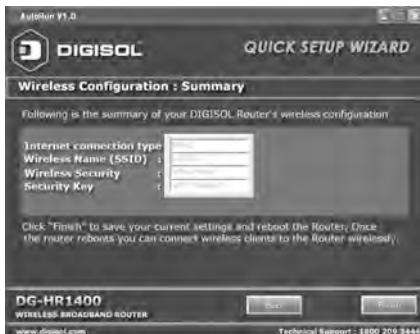 AutoRun V1.0
DIGISOL
QUICK SETUP WIZARD
Wireless Configuration : Summary
Following is the summary of your DIGISOL Router's wireless configuration
Internet connection type
Wireless Name (SSID) :
Wireless Security :
Security Key :
Click "Finish" to save your current settings and reboot the Router. Once
the router reboots you can connect wireless clients to the Router wirelessly.
DG-HR1400
WIRELESS BROADBAND ROUTER
Back
Finish
www.digisol.com
Technical Support : 1800 209 3444